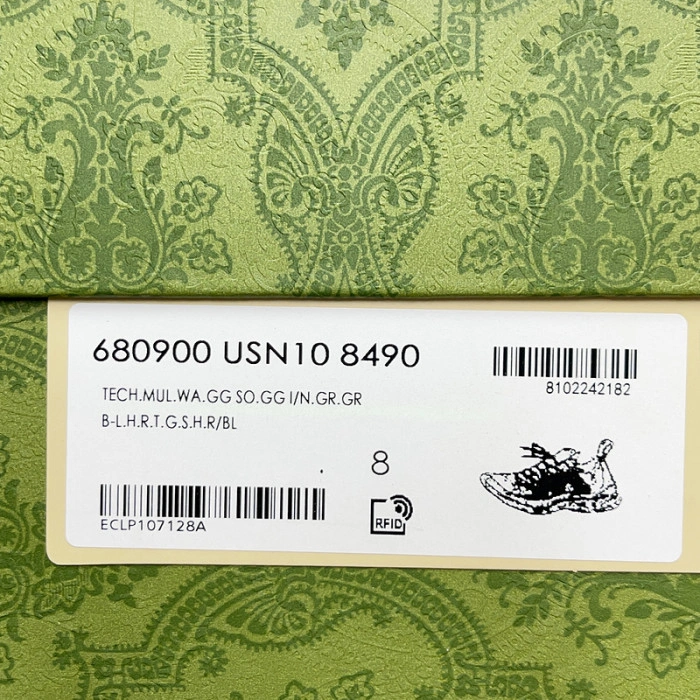 680900 USN10 8490
8102242182
TECH.MUL.WA.GG SO.GG I/N.GR.GR
B-L.H.R.T.G.S.H.R/BL
8
ECLP107128A
RFID